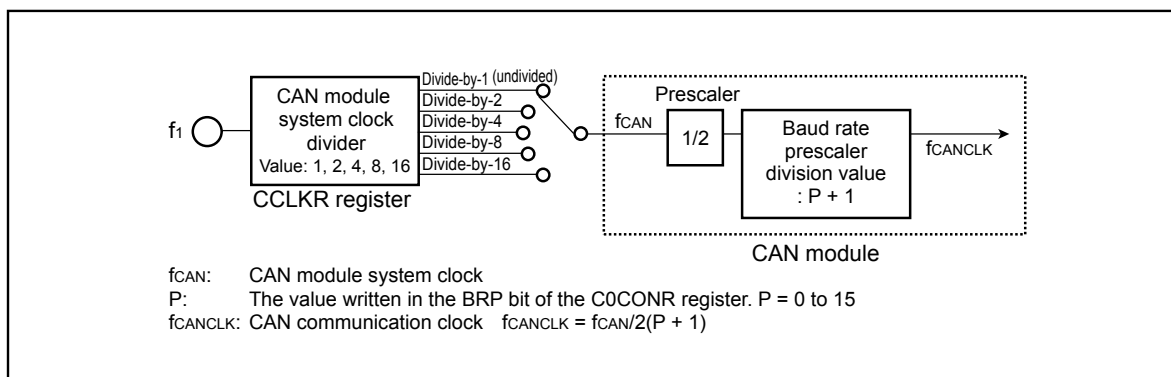 f1
CAN module
system clock
divider
Value: 1, 2, 4, 8, 16
CCLKR register
Divide-by-1 (undivided)
Divide-by-2
Divide-by-4
Divide-by-8
Divide-by-16
fCAN
Prescaler
1/2
Baud rate
prescaler
division value
: P + 1
fCANCLK
CAN module
fCAN: CAN module system clock
P: The value written in the BRP bit of the C0CONR register. P = 0 to 15
fCANCLK: CAN communication clock fCANCLK = fCAN/2(P + 1)